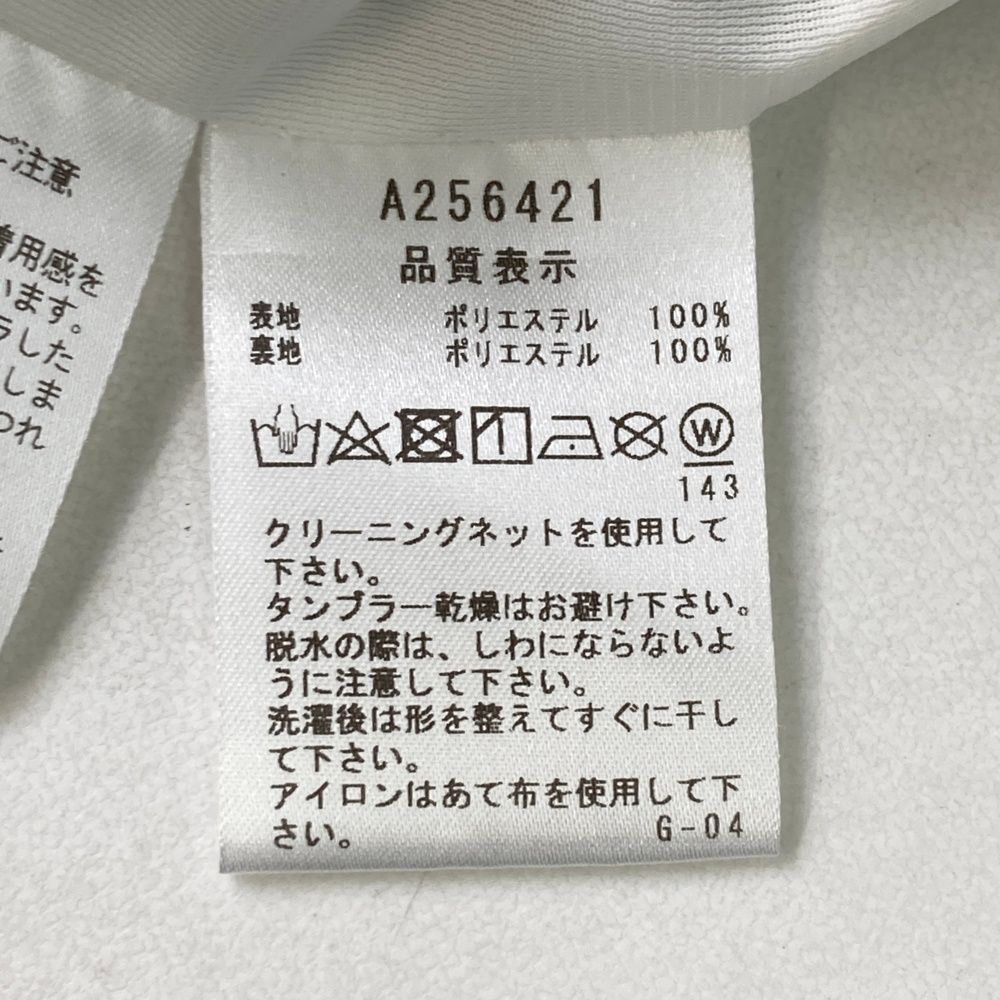 ご注意
着用感を
います。
ラした
しま
われ
A256421
品質表示
表地 ポリエステル 100%
裏地 ポリエステル 100%
W
143
クリーニングネットを使用して
下さい。
タンブラー乾燥はお避け下さい。
脱水の際は、しわにならないよ
うに注意して下さい。
洗濯後は形を整えてすぐに干し
て下さい。
アイロンはあて布を使用して下
さい。 G-04